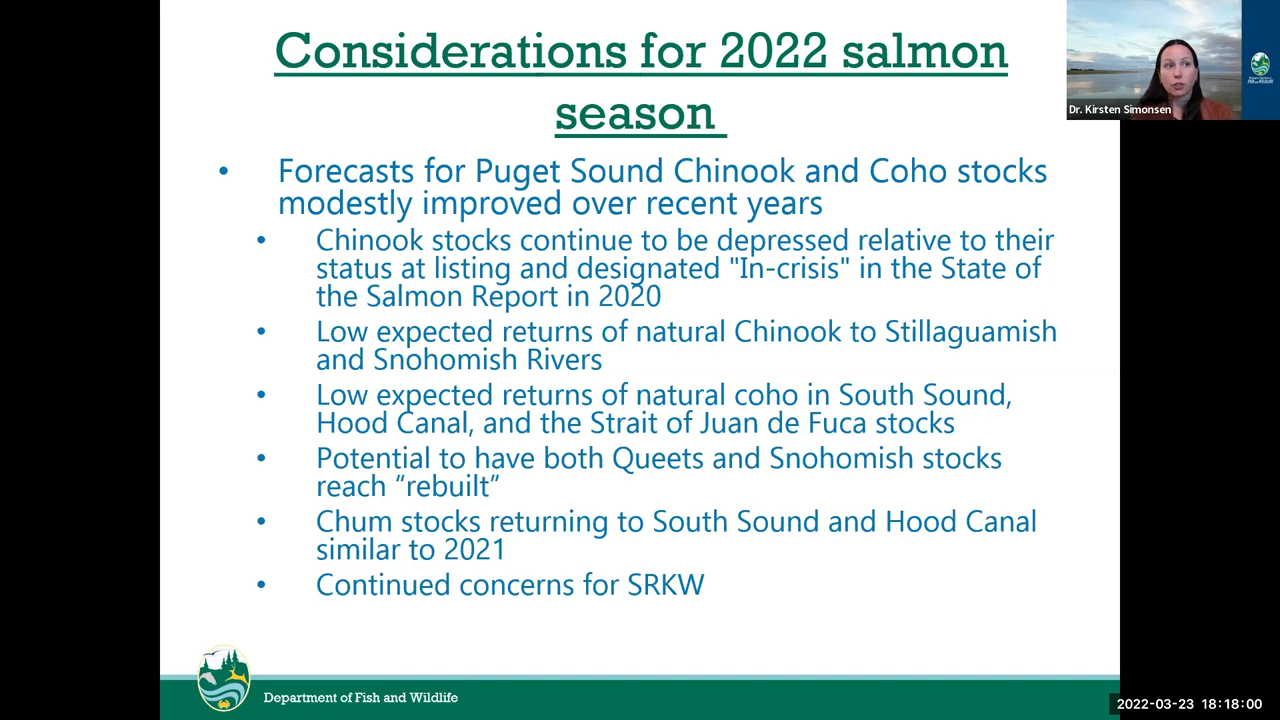 Considerations for 2022 salmon
season
• Forecasts for Puget Sound Chinook and Coho stocks
modestly improved over recent years
• Chinook stocks continue to be depressed relative to their
status at listing and designated "In-crisis" in the State of
the Salmon Report in 2020
• Low expected returns of natural Chinook to Stillaguamish
and Snohomish Rivers
• Low expected returns of natural coho in South Sound,
Hood Canal, and the Strait of Juan de Fuca stocks
• Potential to have both Queets and Snohomish stocks
reach “rebuilt”
• Chum stocks returning to South Sound and Hood Canal
similar to 2021
• Continued concerns for SRKW
Department of Fish and Wildlife
Dr. Kirsten Simonsen
2022-03-23 18:18:00